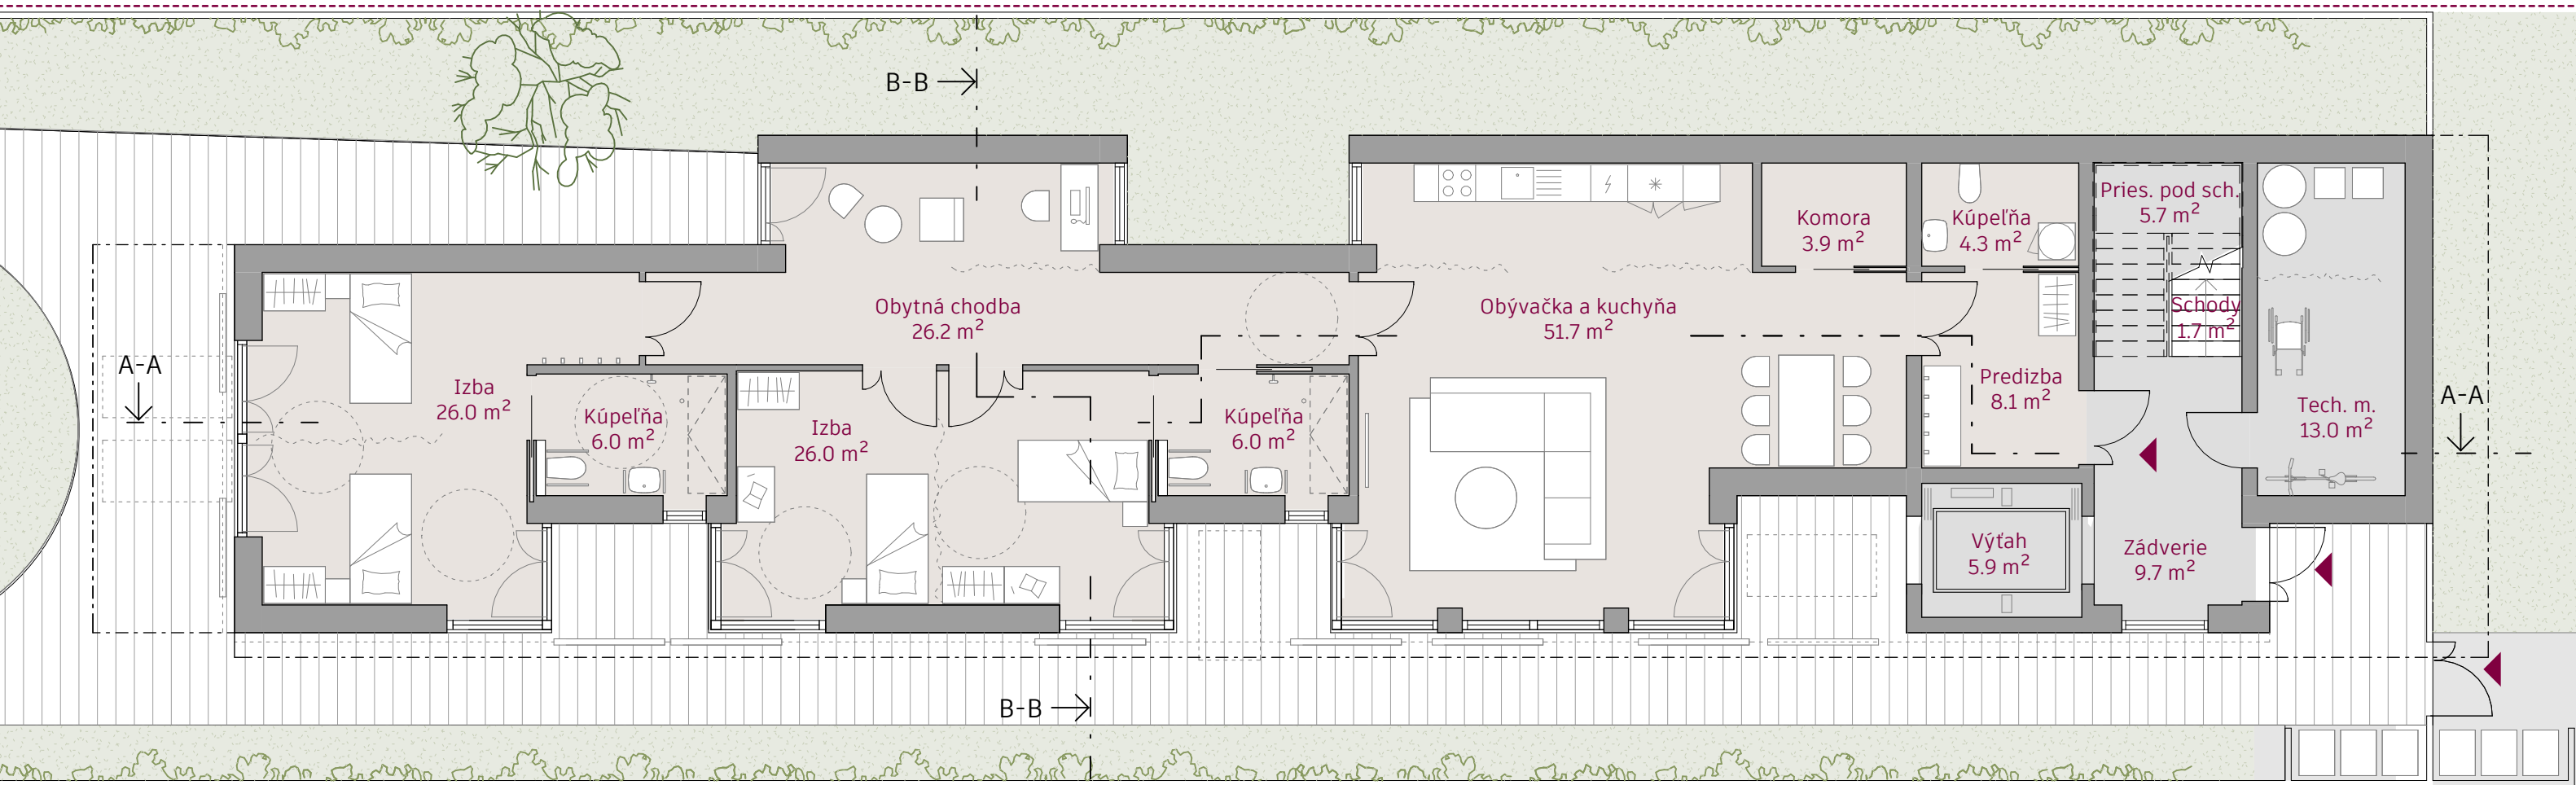 B-B
Pries. pod sch.
5.7 m²
Komora
3.9 m²
Kúpeľňa
4.3 m²
Obytná chodba
26.2 m²
Obývačka a kuchyňa
51.7 m²
Schody
1.7 m²
A-A
Izba
26.0 m²
Kúpeľňa
6.0 m²
Izba
26.0 m²
Kúpeľňa
6.0 m²
Predizba
8.1 m²
Tech. m.
13.0 m²
A-A
Výťah
5.9 m²
Zádverie
9.7 m²
B-B